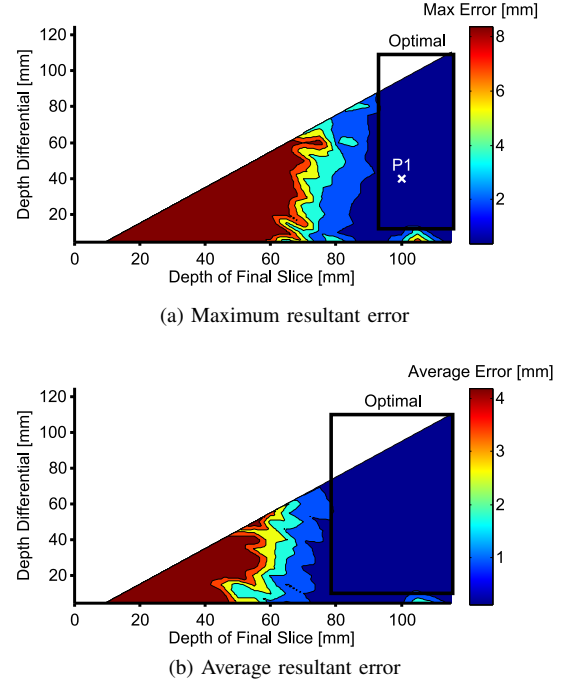 Max Error [mm]
Optimal
120
100
80
60
40
20
Depth Differential [mm]
P1
8
6
4
2
0 20 40 60 80 100
Depth of Final Slice [mm]
(a) Maximum resultant error
Average Error [mm]
Optimal
120
100
80
60
40
20
Depth Differential [mm]
4
3
2
1
0 20 40 60 80 100
Depth of Final Slice [mm]
(b) Average resultant error